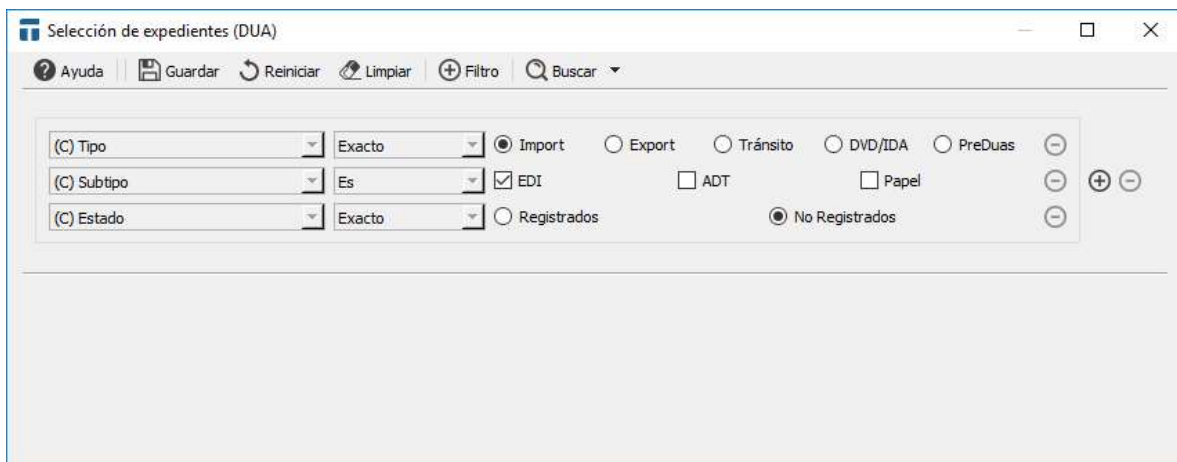 Selección de expedientes (DUA)
Ayuda Guardar Reiniciar Limpiar Filtro Buscar
(C) Tipo Exacto Import Export Tránsito DVD/IDA PreDuas
(C) Subtipo Es EDI ADT Papel
(C) Estado Exacto Registrados No Registrados